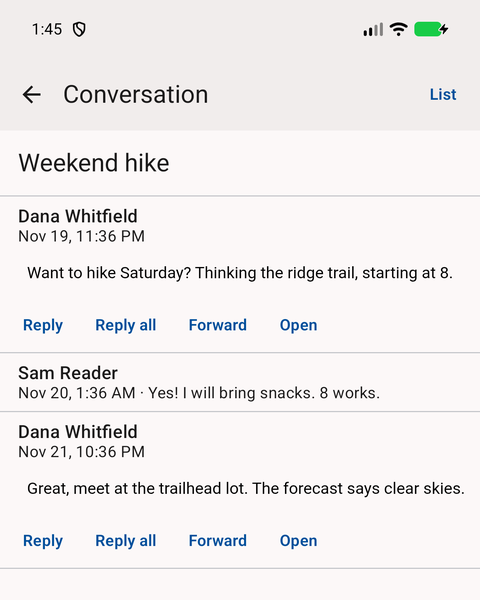 1:45
Conversation
List
Weekend hike
Dana Whitfield
Nov 19, 11:36 PM
Want to hike Saturday? Thinking the ridge trail, starting at 8.
Reply Reply all Forward Open
Sam Reader
Nov 20, 1:36 AM · Yes! I will bring snacks. 8 works.
Dana Whitfield
Nov 21, 10:36 PM
Great, meet at the trailhead lot. The forecast says clear skies.
Reply Reply all Forward Open